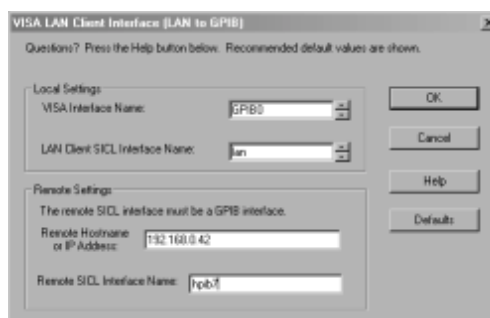 VISA LAN Client Interface (LAN to GPIB)
Questions? Press the Help button below. Recommended default values are shown.
Local Settings
VISA Interface Name: GPIB0
LAN Client SICL Interface Name: lan
OK
Cancel
Help
Defaults
Remote Settings
The remote SICL interface must be a GPIB interface.
Remote Hostname
or IP Address: 192.168.0.42
Remote SICL Interface Name: hpib7